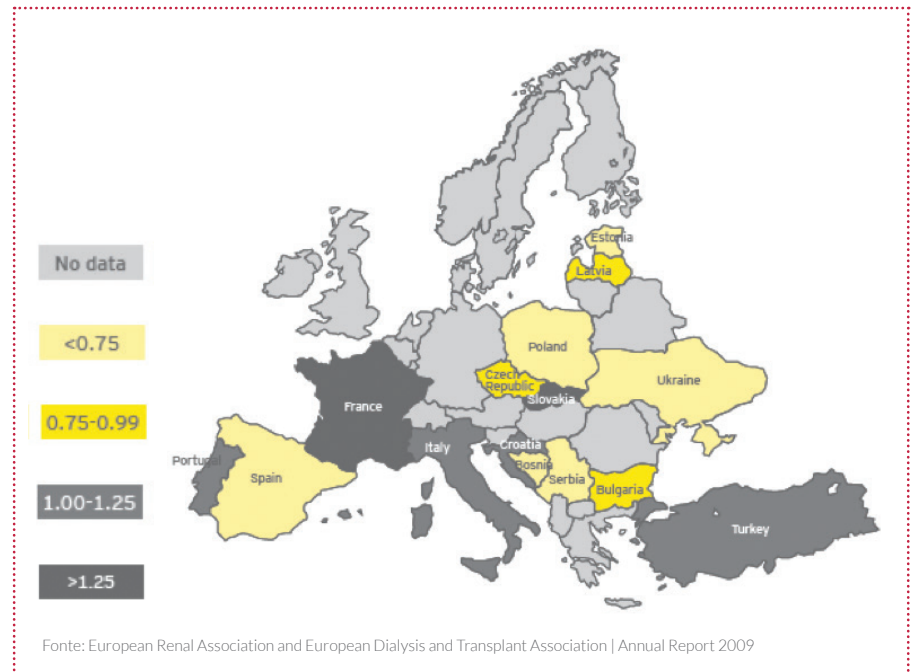 No data
<0.75
0.75-0.99
1.00-1.25
>1.25
Estonia
Latvia
Poland
Czech
Republic
Ukraine
Slovakia
France
Croatia
Italy
Bosnia
Serbia
Portugal
Spain
Bulgaria
Turkey
Fonte: European Renal Association and European Dialysis and Transplant Association | Annual Report 2009